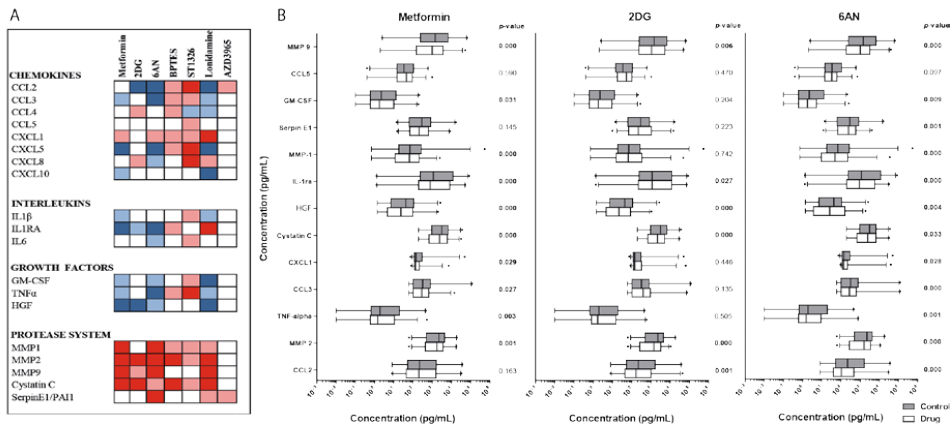 A
Metformin
2DG
6AN
BPTES
ST1326
Lonidamine
AZD3965
CHEMOKINES
CCL2
CCL3
CCL4
CCL5
CXCL1
CXCL5
CXCL8
CXCL10
INTERLEUKINS
IL1β
IL1RA
IL6
GROWTH FACTORS
GM-CSF
TNFα
HGF
PROTEASE SYSTEM
MMP1
MMP2
MMP9
Cystatin C
SerpinE1/PAI1
B
Concentration (pg/mL)
Metformin
p-value
MMP 9
0.000
CCL5
GM-CSF
0.031
Serpin E1
0.145
MMP-1
0.000
IL-1ra
0.000
HGF
0.000
Cystatin C
0.000
CXCL1
0.029
CCL3
0.027
TNF-alpha
0.003
MMP 2
0.001
CCL2
0.163
Concentration (pg/mL)
2DG
p-value
Concentration (pg/mL)
0.006
0.470
0.204
0.223
0.742
0.027
0.000
0.000
0.446
0.135
0.505
0.000
0.001
Concentration (pg/mL)
6AN
p-value
Concentration (pg/mL)
0.000
0.097
0.009
0.001
0.000
0.000
0.004
0.033
0.028
0.000
0.001
0.000
0.000
Concentration (pg/mL)
Control
Drug